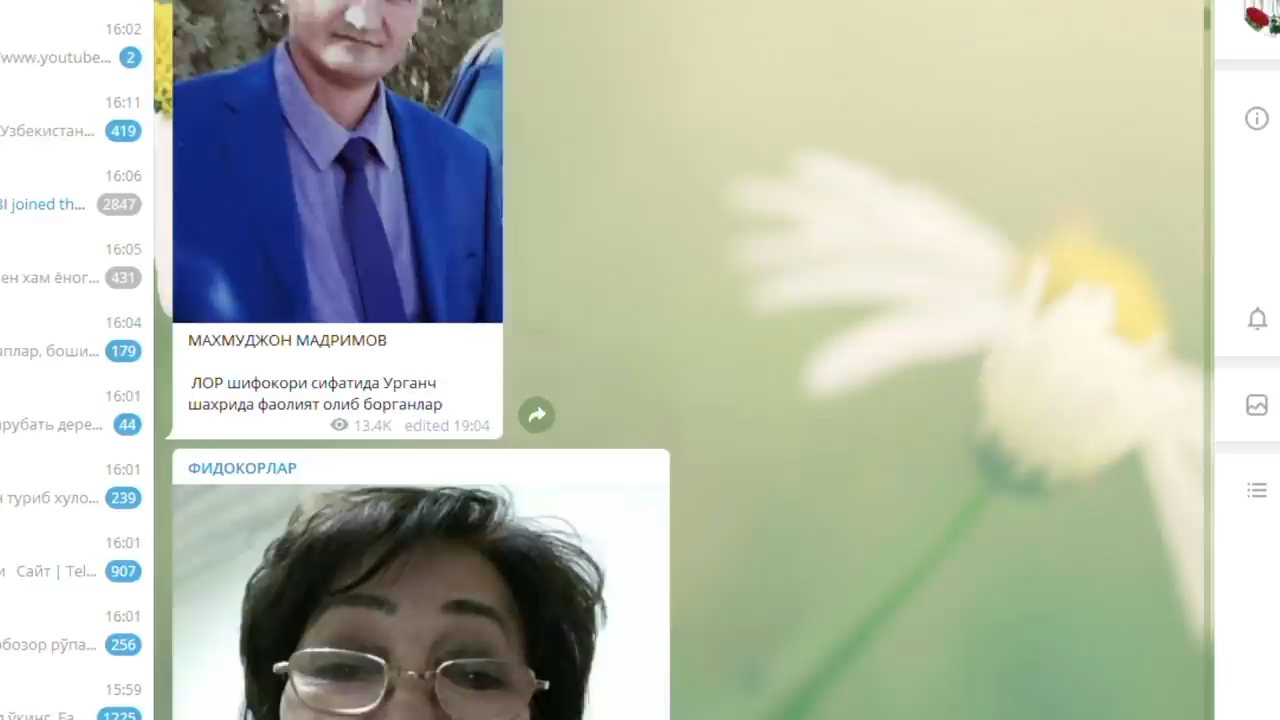 16:02
www.youtube... 2
16:11
Узбекистан... 419
16:06
joined th... 2847
16:05
ен хам ёноғ... 431
16:04
аплар, боши... 179
16:01
рубать дере... 44
16:01
туриб хуло... 239
16:01
и Сайт | Tel... 907
16:01
обозор рўпа... 256
15:59
1225
МАХМУДЖОН МАДРИМОВ
ЛОР шифокори сифатида Урганч
шахрида фаолият олиб борганлар
13.4K edited 19:04
ФИДОКОРЛАР